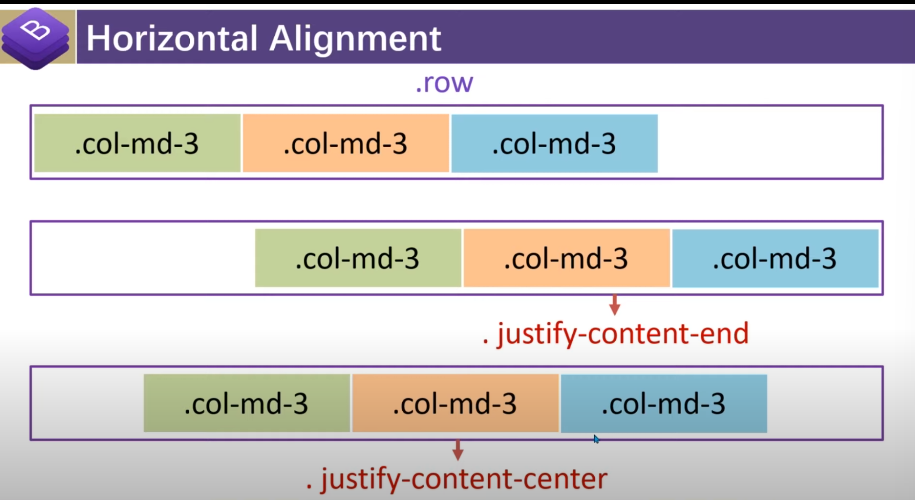 B
Horizontal Alignment
.row
.col-md-3 .col-md-3 .col-md-3
.col-md-3 .col-md-3 .col-md-3
. justify-content-end
.col-md-3 .col-md-3 .col-md-3
. justify-content-center